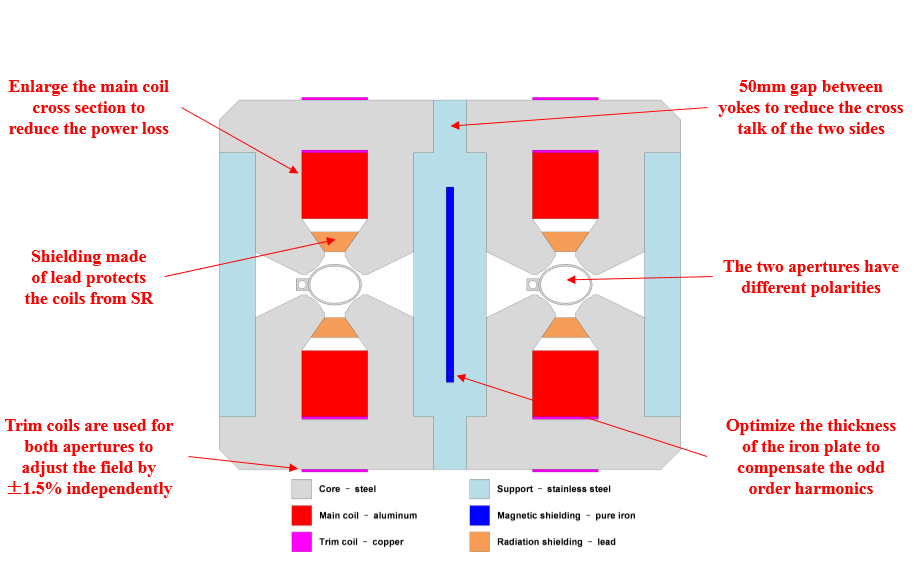 Enlarge the main coil
cross section to
reduce the power loss
50mm gap between
yokes to reduce the cross
talk of the two sides
Shielding made
of lead protects
the coils from SR
The two apertures have
different polarities
Trim coils are used for
both apertures to
adjust the field by
±1.5% independently
Optimize the thickness
of the iron plate to
compensate the odd
order harmonics
Core – steel
Main coil – aluminum
Trim coil – copper
Support – stainless steel
Magnetic shielding – pure iron
Radiation shielding – lead